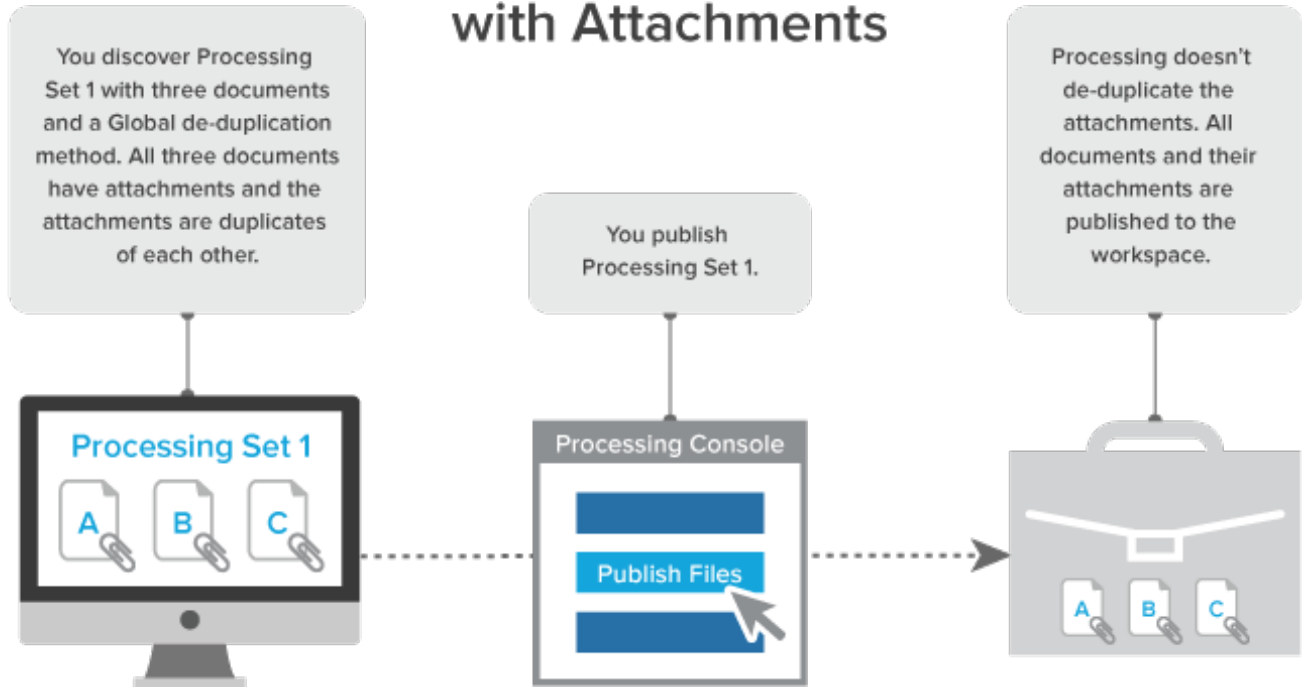 with Attachments
You discover Processing
Set 1 with three documents
and a Global de-duplication
method. All three documents
have attachments and the
attachments are duplicates
of each other.
You publish
Processing Set 1.
Processing doesn't
de-duplicate the
attachments. All
documents and their
attachments are
published to the
workspace.
Processing Set 1
A B C
Processing Console
Publish Files
A B C